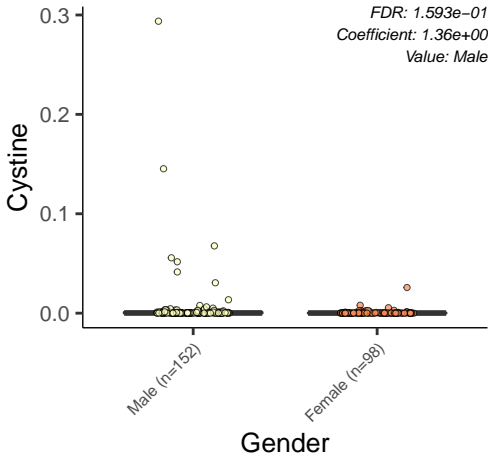 FDR: 1.593e−01
Coefficient: 1.36e+00
Value: Male
0.3
0.2
0.1
0.0
Cystine
Male (n=152)
Female (n=98)
Gender